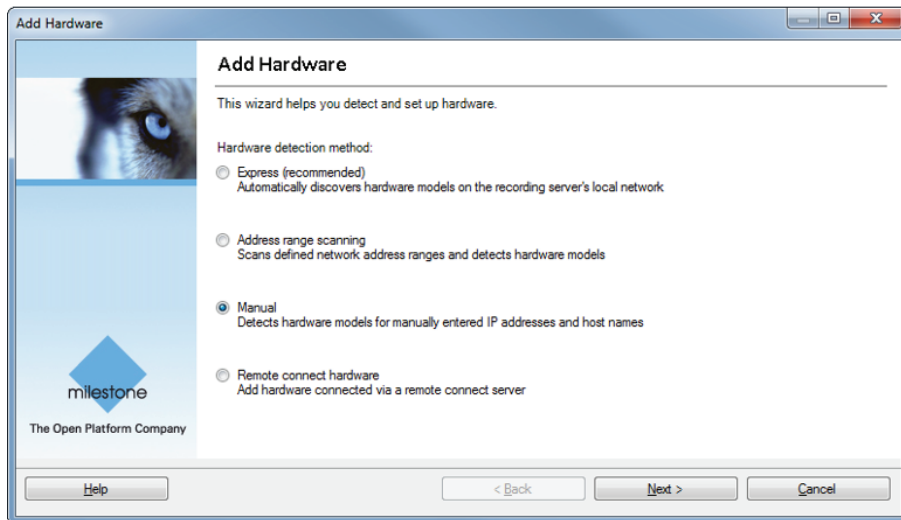 Add Hardware
Add Hardware
This wizard helps you detect and set up hardware.
Hardware detection method:
Express (recommended)
Automatically discovers hardware models on the recording server's local network
Address range scanning
Scans defined network address ranges and detects hardware models
Manual
Detects hardware models for manually entered IP addresses and host names
Remote connect hardware
Add hardware connected via a remote connect server
milestone
The Open Platform Company
Help
< Back
Next >
Cancel